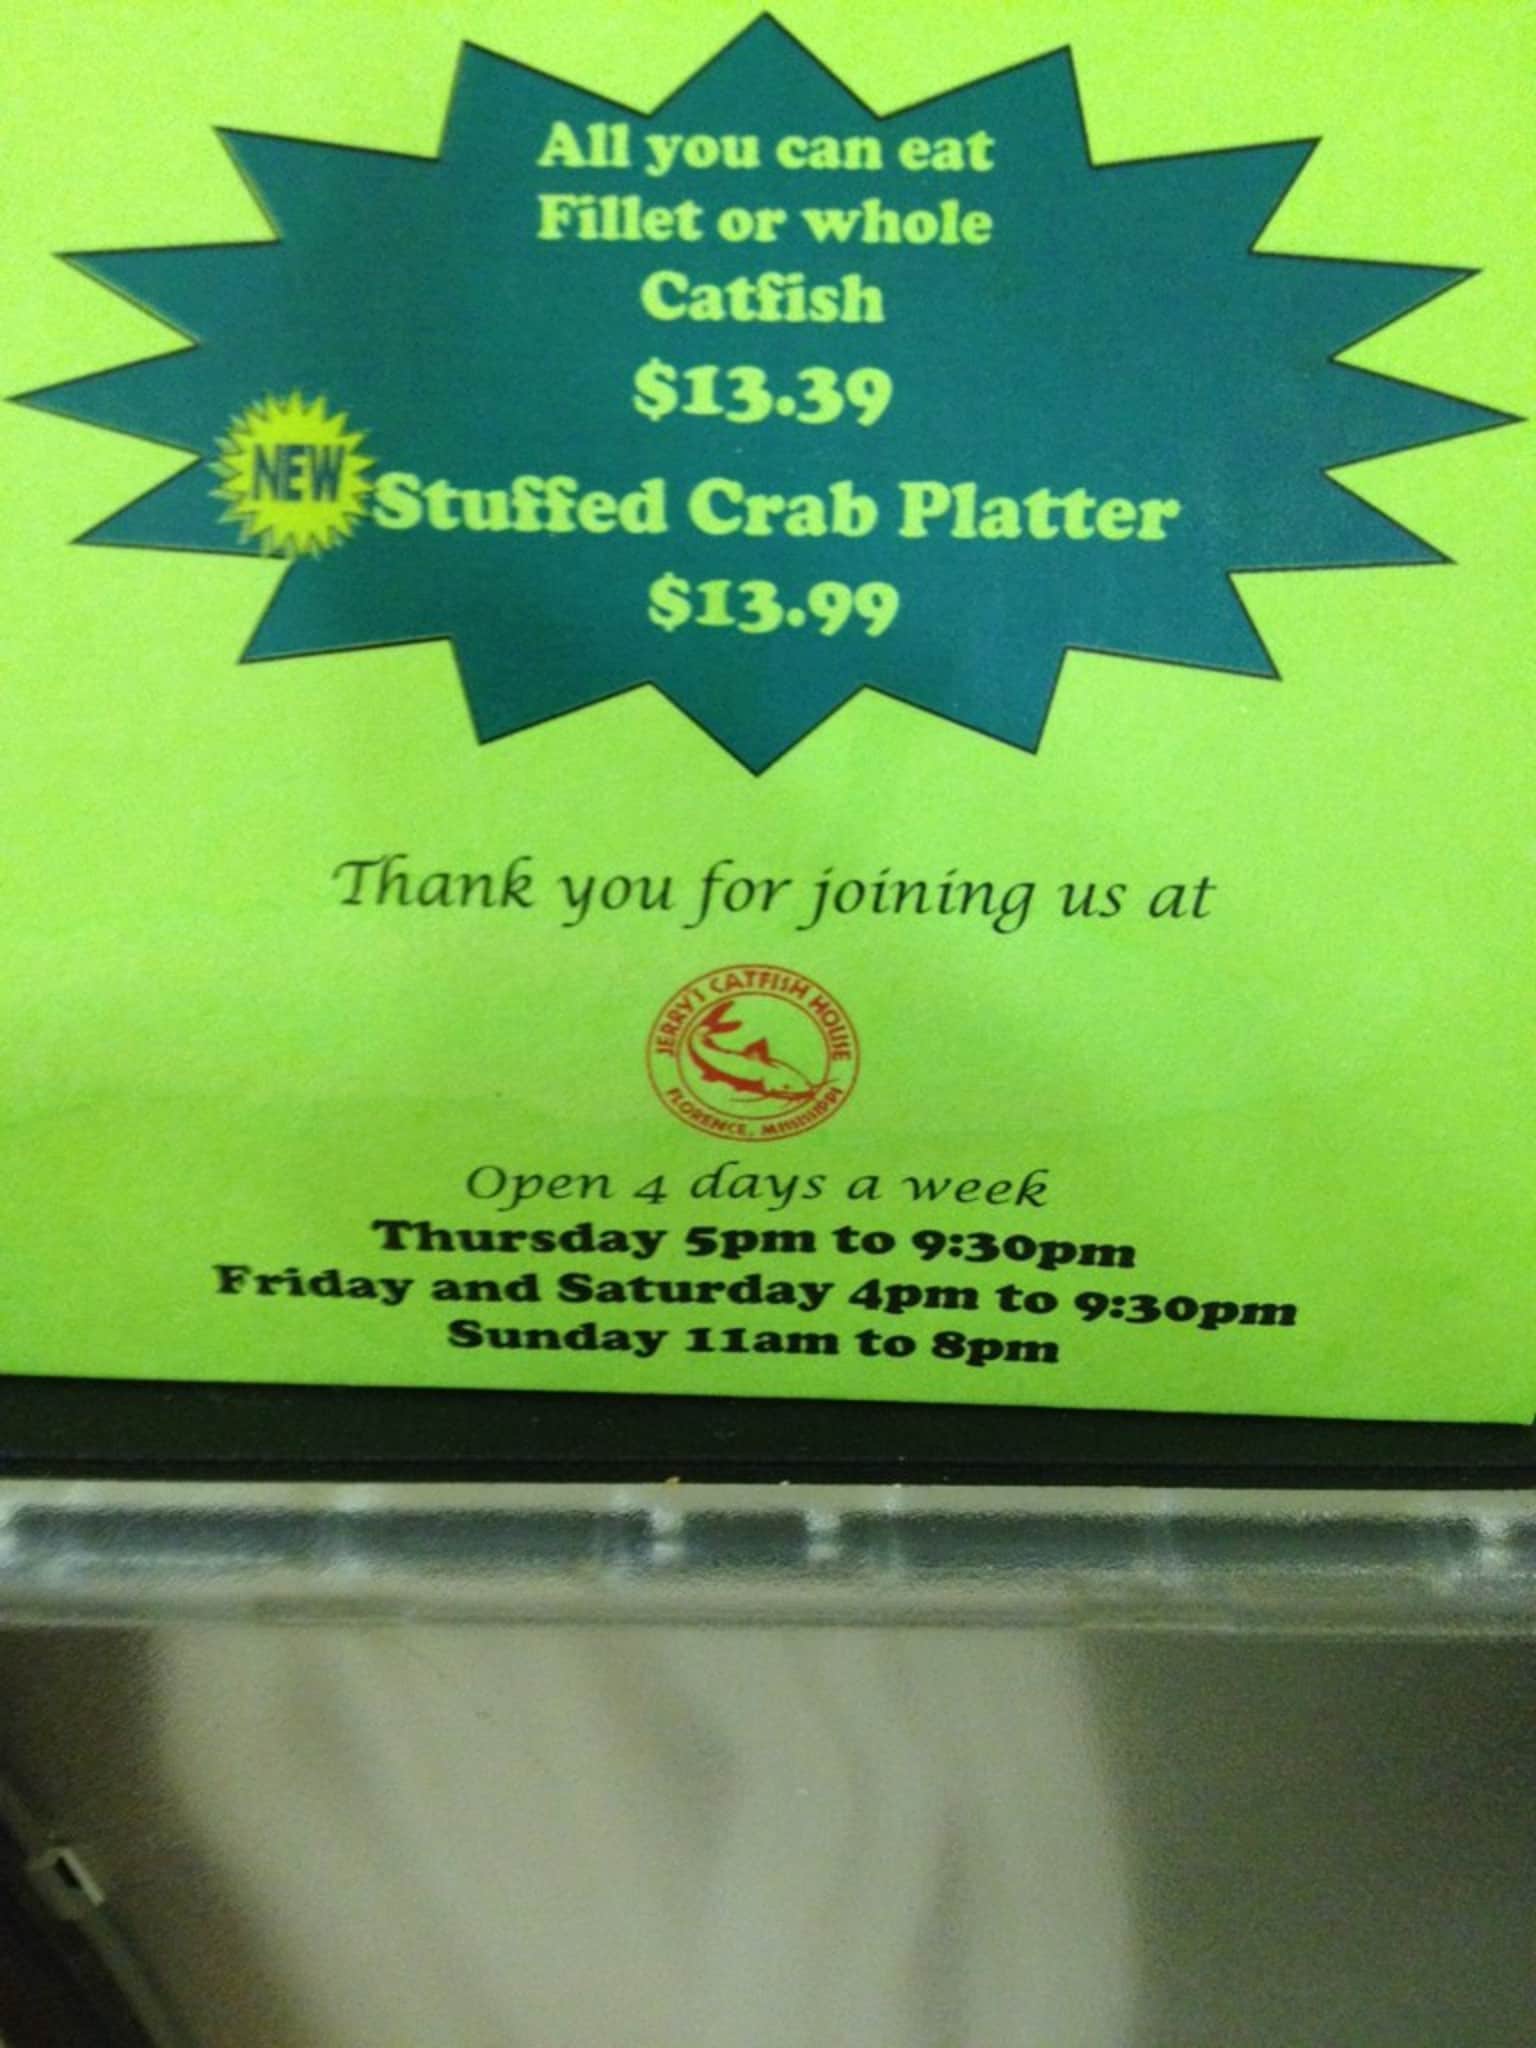 All you can eat
Fillet or whole
Catfish
$13.39
NEW Stuffed Crab Platter
$13.99
Thank you for joining us at
JERRY'S CATFISH HOUSE
FLORENCE, MISSISSIPPI
Open 4 days a week
Thursday 5pm to 9:30pm
Friday and Saturday 4pm to 9:30pm
Sunday 11am to 8pm